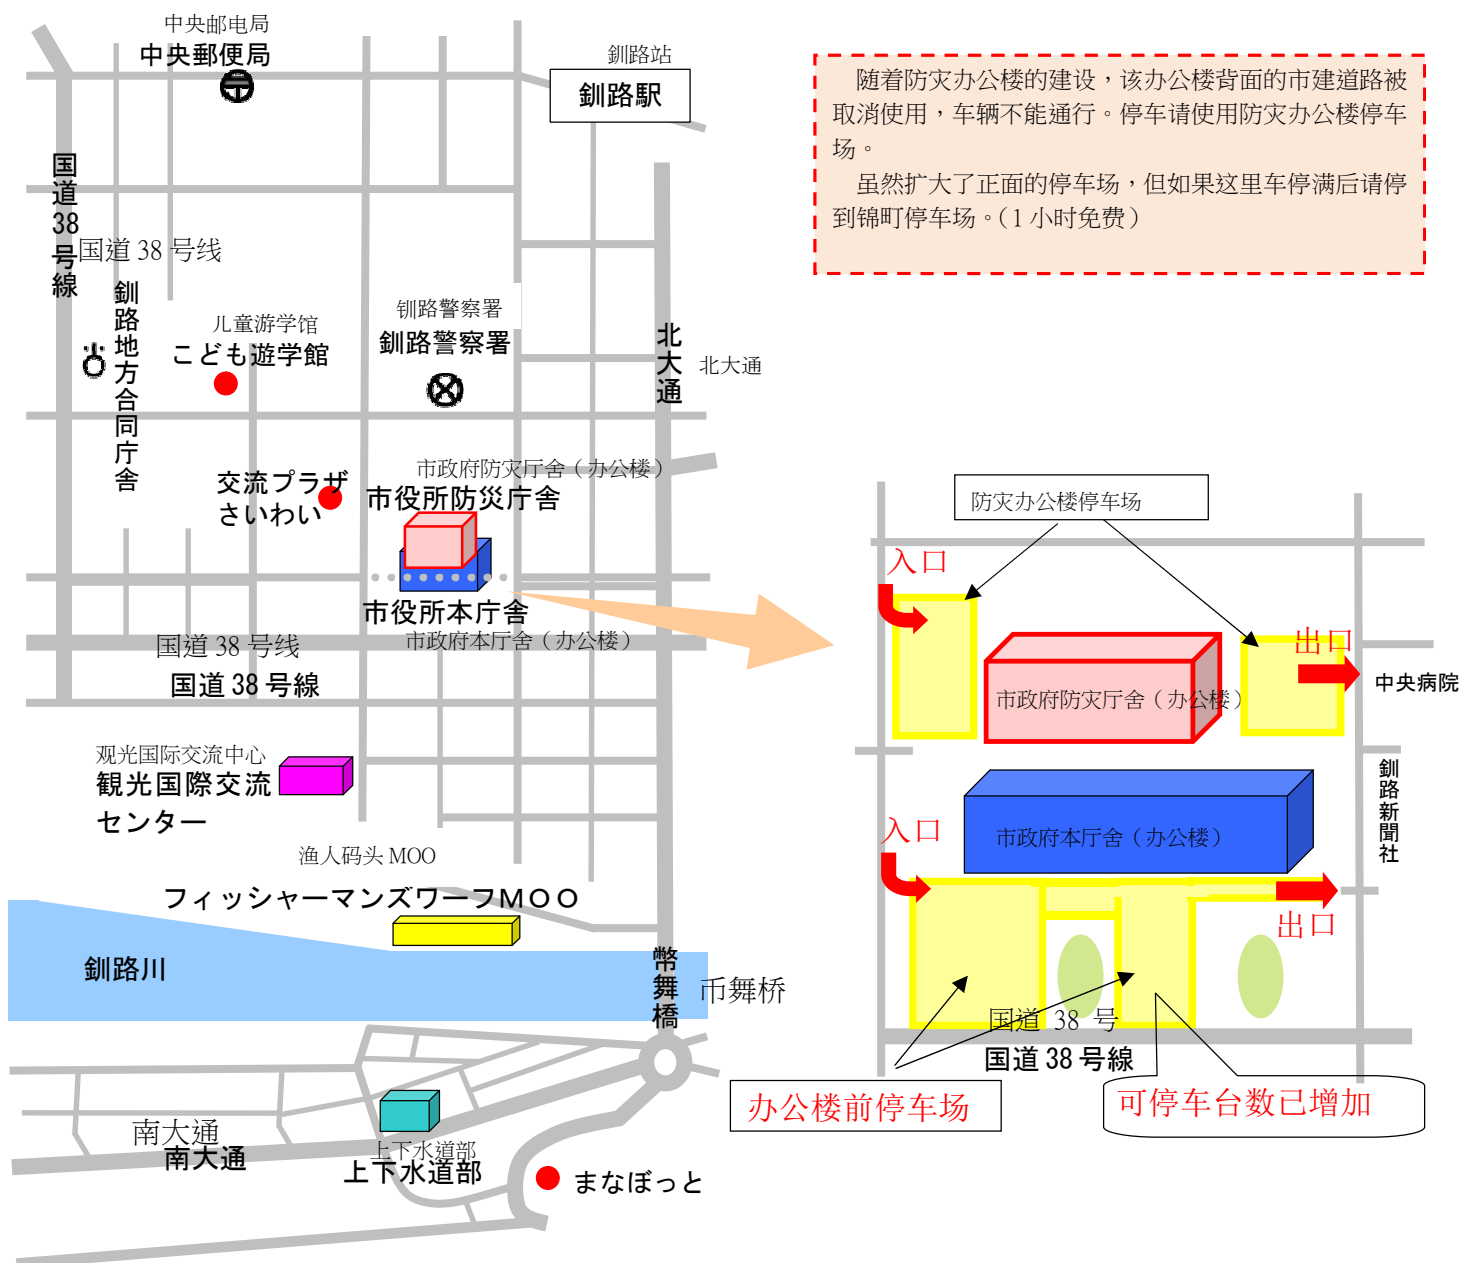 中央邮电局
中央郵便局
釧路站
釧路駅
随着防灾办公楼的建设，该办公楼背面的市建道路被
取消使用，车辆不能通行。停车请使用防灾办公楼停车
场。
虽然扩大了正面的停车场，但如果这里车停满后请停
到锦町停车场。（1 小时免费）
国道38号線
国道 38 号线
釧路地方合同庁舎
儿童游学馆
こども遊学館
钏路警察署
釧路警察署
北大通
北大通
交流プラザ
さいわい
市政府防灾厅舍（办公楼）
市役所防災庁舎
市役所本庁舎
市政府本厅舍（办公楼）
国道 38 号线
国道 38 号線
观光国际交流中心
観光国際交流
センター
渔人码头 MOO
フィッシャーマンズワーフＭＯＯ
釧路川
幣舞橋
币舞桥
南大通
南大通
上下水道部
上下水道部
まなぼっと
防灾办公楼停车场
入口
出口
市政府防灾厅舍（办公楼）
中央病院
釧路新聞社
市政府本厅舍（办公楼）
入口
出口
国道 38 号
国道 38 号線
办公楼前停车场
可停车台数已增加